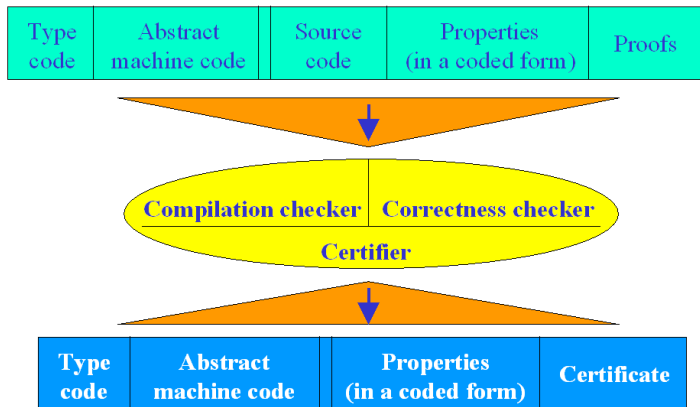 Type code
Abstract machine code
Source code
Properties (in a coded form)
Proofs
Compilation checker
Correctness checker
Certifier
Type code
Abstract machine code
Properties (in a coded form)
Certificate